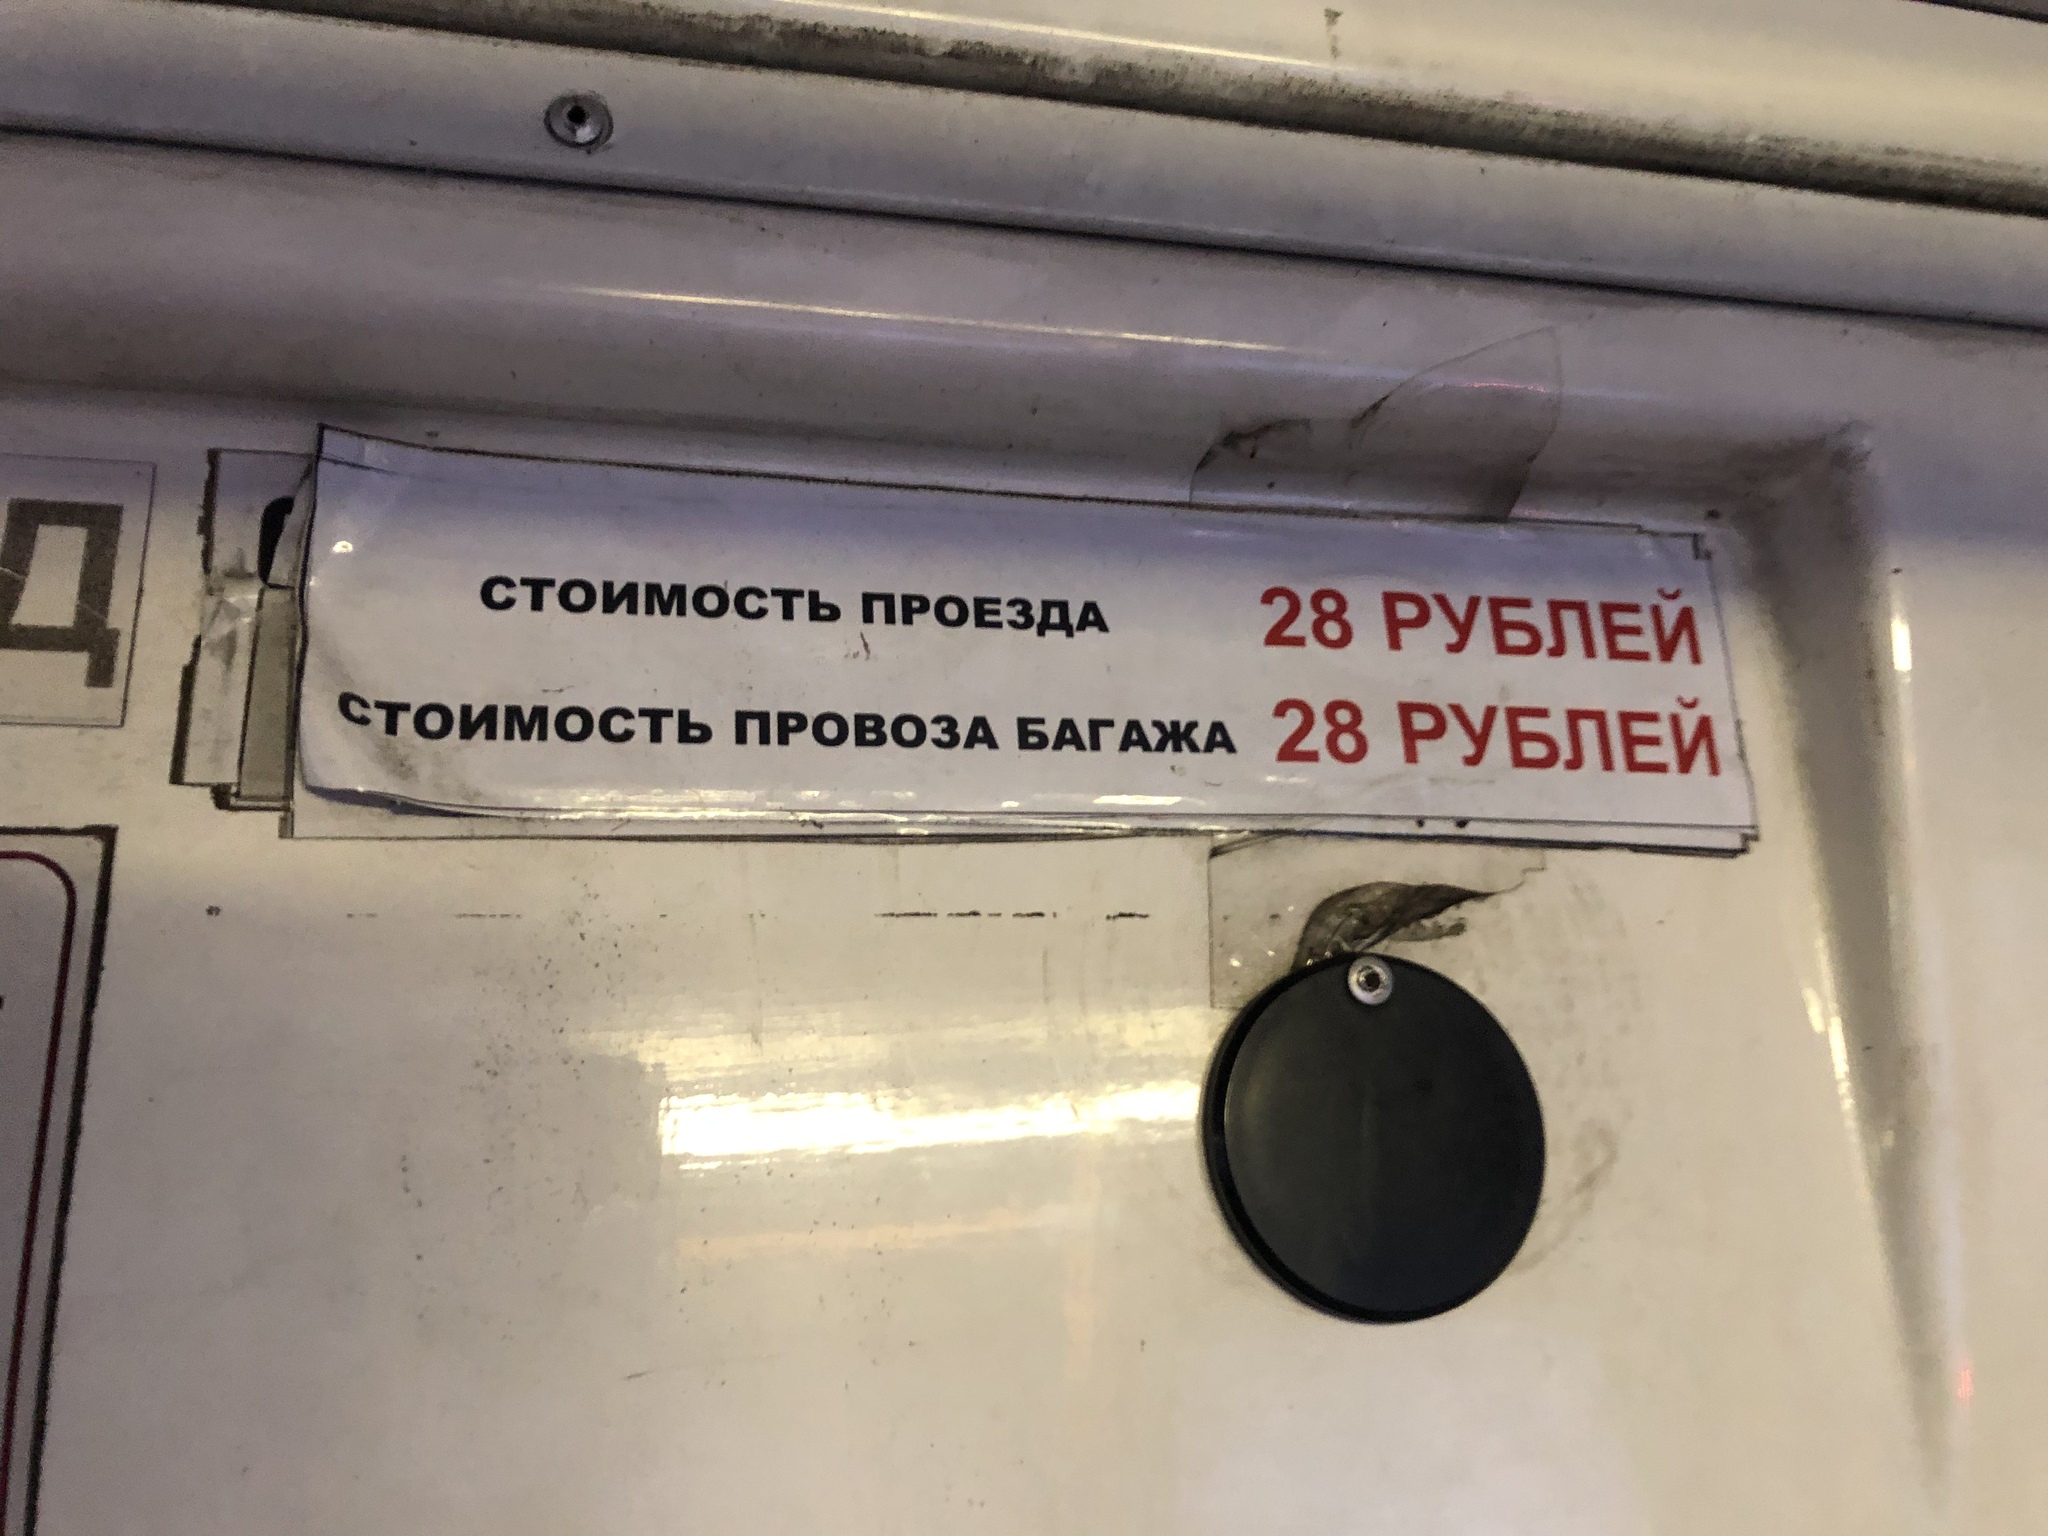 СТОИМОСТЬ ПРОЕЗДА 28 РУБЛЕЙ
СТОИМОСТЬ ПРОВОЗА БАГАЖА 28 РУБЛЕЙ
Д